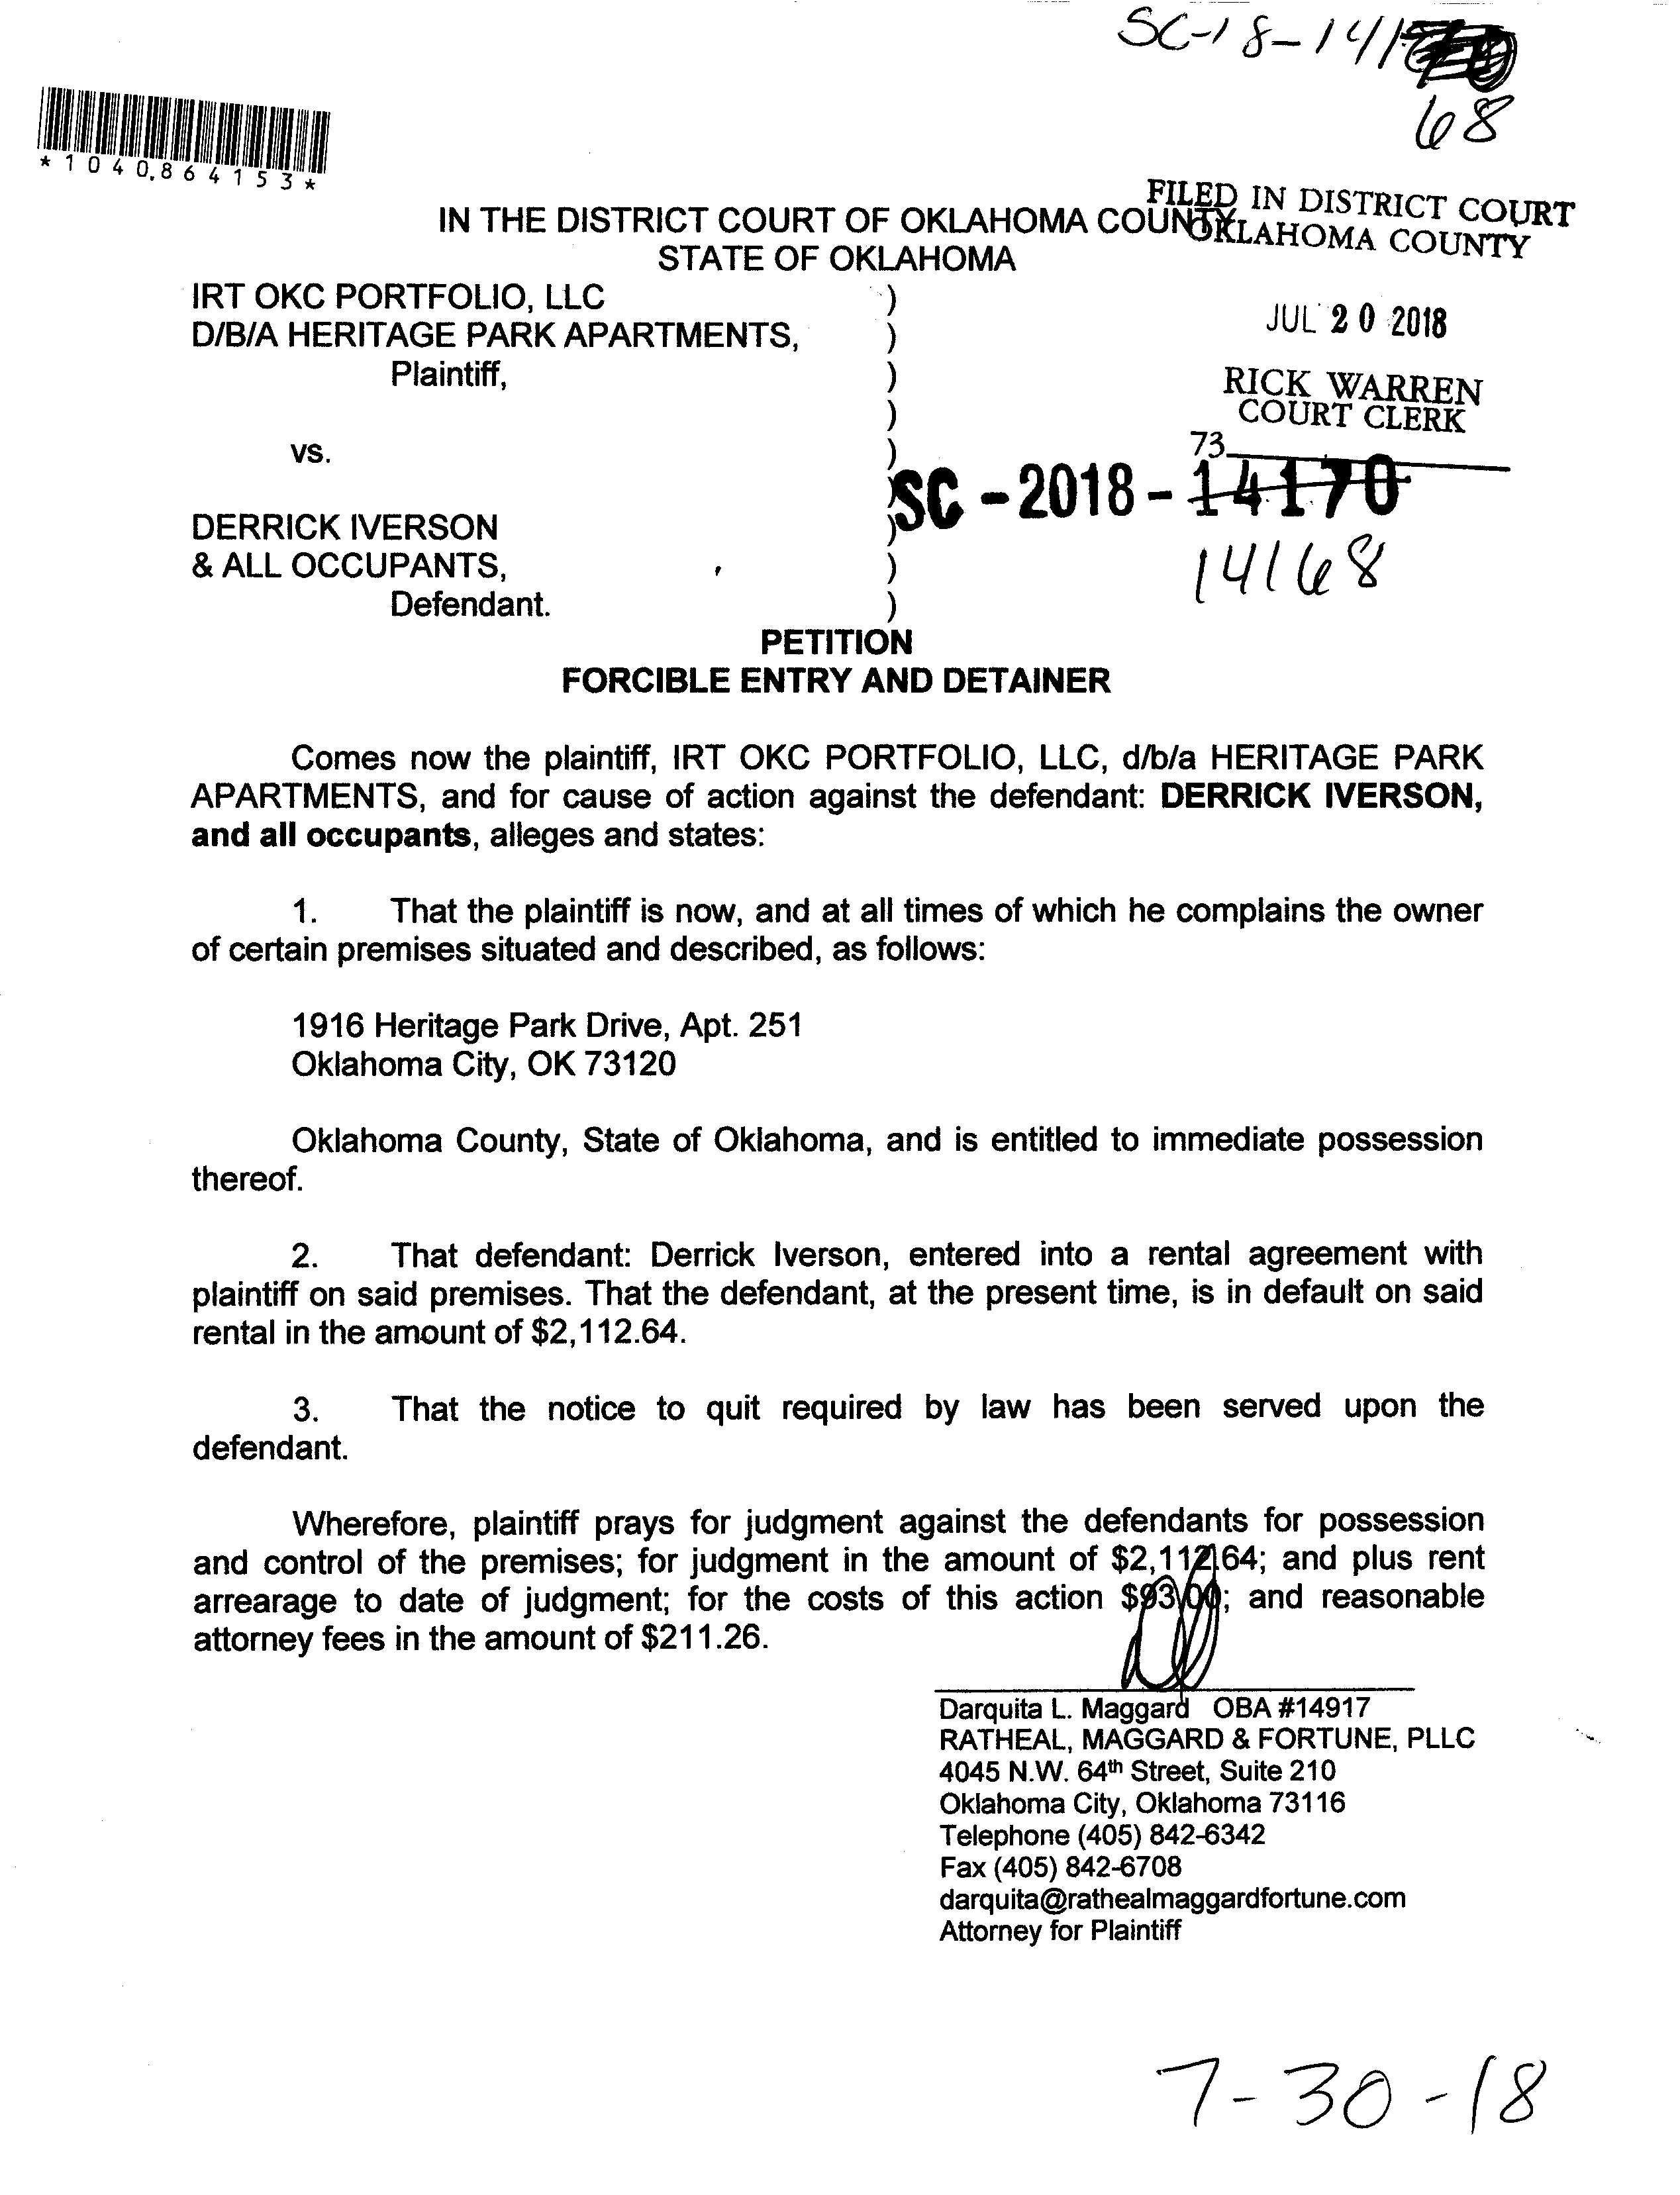 SC-18-141
68
*1040864153*
FILED IN DISTRICT COURT
OKLAHOMA COUNTY
IN THE DISTRICT COURT OF OKLAHOMA COUNTY
STATE OF OKLAHOMA
IRT OKC PORTFOLIO, LLC )
D/B/A HERITAGE PARK APARTMENTS, )
Plaintiff, )
)
vs. )
)
DERRICK IVERSON )
& ALL OCCUPANTS, )
Defendant. )
JUL 20 2018
RICK WARREN
COURT CLERK
73
SC - 2018 - 14170
14168
PETITION
FORCIBLE ENTRY AND DETAINER
Comes now the plaintiff, IRT OKC PORTFOLIO, LLC, d/b/a HERITAGE PARK
APARTMENTS, and for cause of action against the defendant: DERRICK IVERSON,
and all occupants, alleges and states:
1. That the plaintiff is now, and at all times of which he complains the owner
of certain premises situated and described, as follows:
1916 Heritage Park Drive, Apt. 251
Oklahoma City, OK 73120
Oklahoma County, State of Oklahoma, and is entitled to immediate possession
thereof.
2. That defendant: Derrick Iverson, entered into a rental agreement with
plaintiff on said premises. That the defendant, at the present time, is in default on said
rental in the amount of $2,112.64.
3. That the notice to quit required by law has been served upon the
defendant.
Wherefore, plaintiff prays for judgment against the defendants for possession
and control of the premises; for judgment in the amount of $2,112.64; and plus rent
arrearage to date of judgment; for the costs of this action $93.00; and reasonable
attorney fees in the amount of $211.26.
Darquita L. Maggard OBA #14917
RATHEAL, MAGGARD & FORTUNE, PLLC
4045 N.W. 64th Street, Suite 210
Oklahoma City, Oklahoma 73116
Telephone (405) 842-6342
Fax (405) 842-6708
darquita@rathealmaggardfortune.com
Attorney for Plaintiff
7-30-18